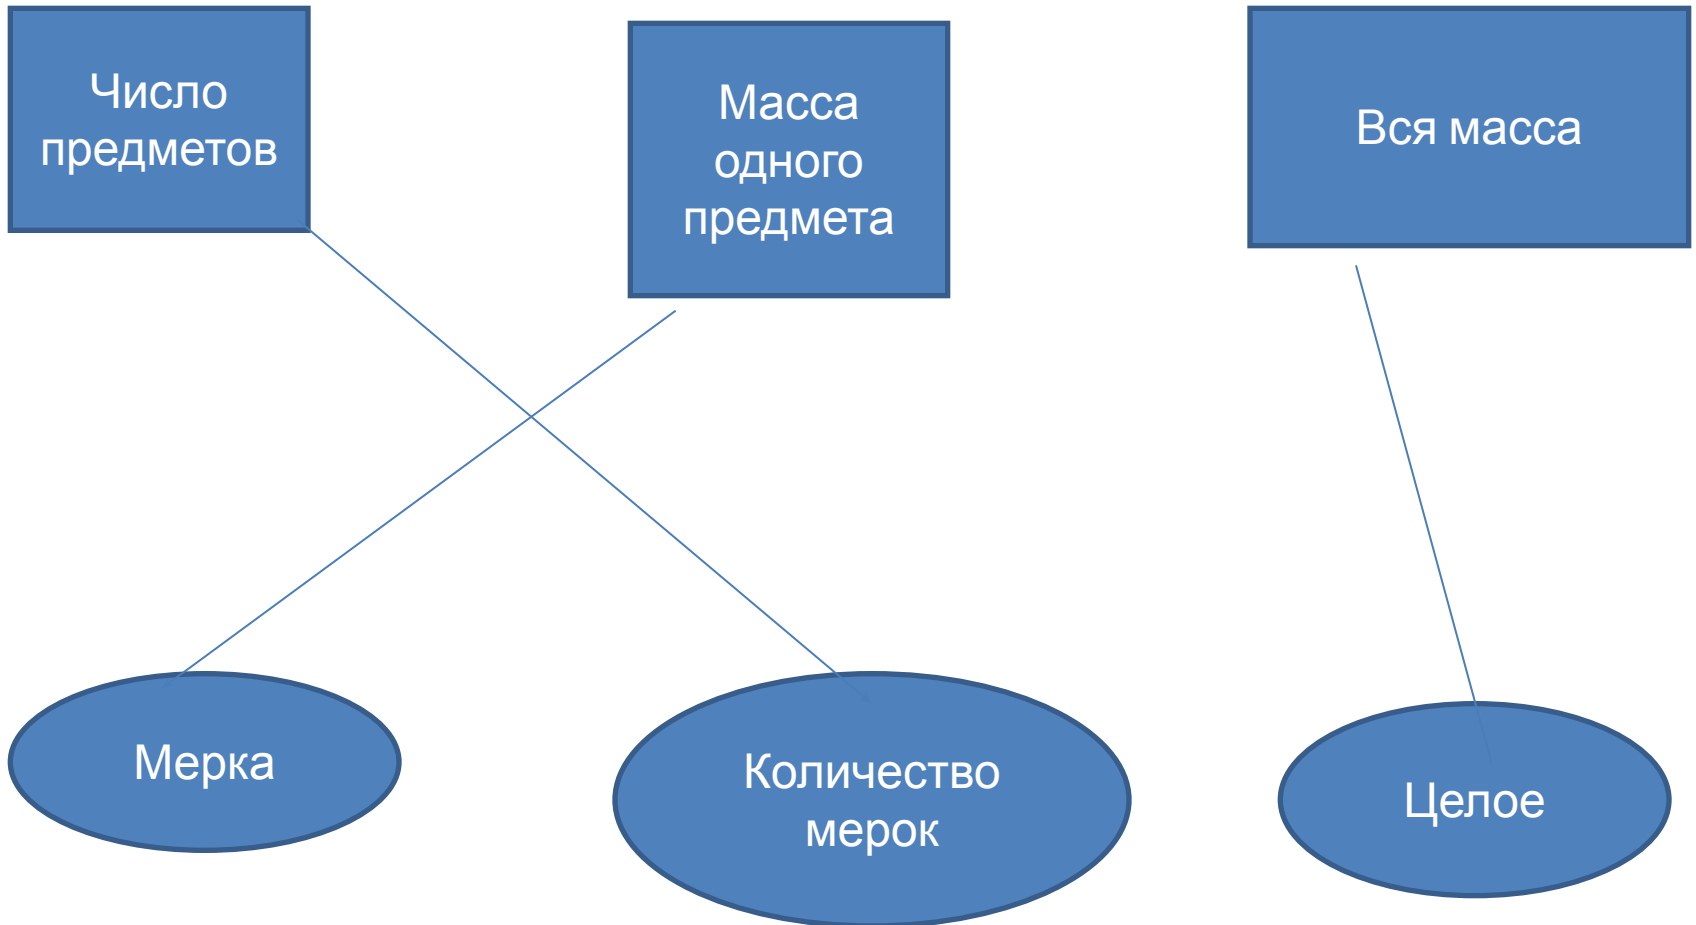 Число
предметов
Масса
одного
предмета
Вся масса
Мерка
Количество
мерок
Целое